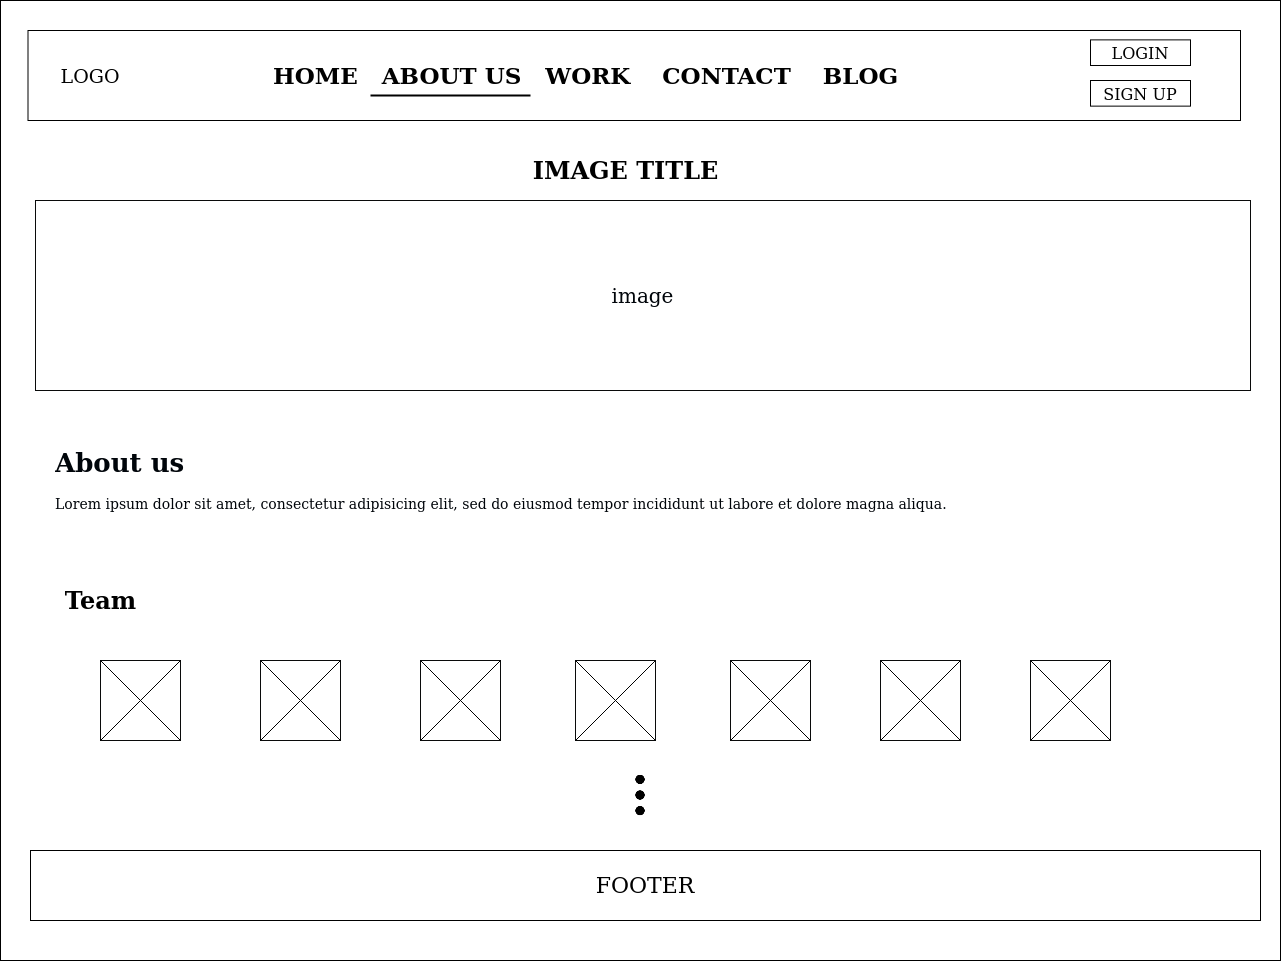 LOGO
HOME ABOUT US WORK CONTACT BLOG
LOGIN
SIGN UP
IMAGE TITLE
image
About us
Lorem ipsum dolor sit amet, consectetur adipisicing elit, sed do eiusmod tempor incididunt ut labore et dolore magna aliqua.
Team
FOOTER